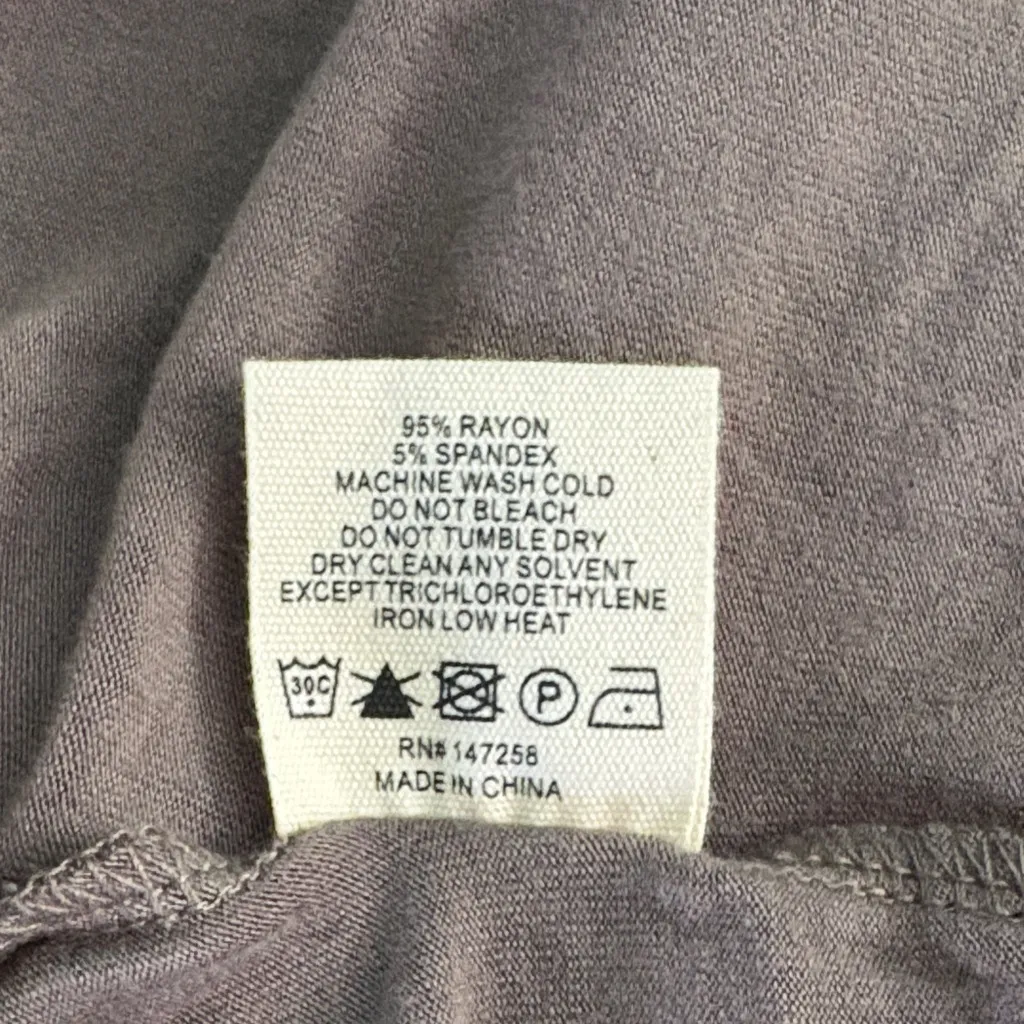 95% RAYON
5% SPANDEX
MACHINE WASH COLD
DO NOT BLEACH
DO NOT TUMBLE DRY
DRY CLEAN ANY SOLVENT
EXCEPT TRICHLOROETHYLENE
IRON LOW HEAT
30C P
RN# 147258
MADE IN CHINA